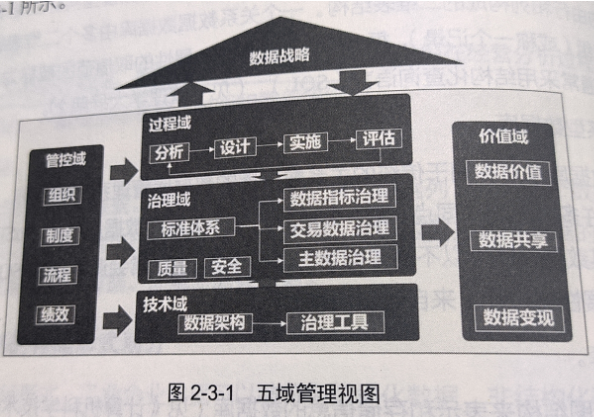 -1所示。
数据战略
管控域
组织
制度
流程
绩效
过程域
分析
设计
实施
评估
治理域
标准体系
数据指标治理
交易数据治理
主数据治理
质量
安全
技术域
数据架构
治理工具
价值域
数据价值
数据共享
数据变现
图2-3-1 五域管理视图